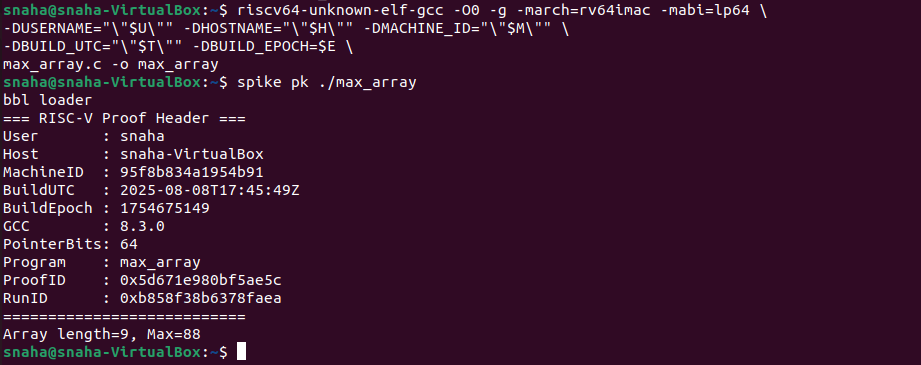 snaha@snaha-VirtualBox:~$ riscv64-unknown-elf-gcc -O0 -g -march=rv64imac -mabi=lp64 \
-DUSERNAME="\"$U\"" -DHOSTNAME="\"$H\"" -DMACHINE_ID="\"$M\"" \
-DBUILD_UTC="\"$T\"" -DBUILD_EPOCH=$E \
max_array.c -o max_array
snaha@snaha-VirtualBox:~$ spike pk ./max_array
bbl loader
=== RISC-V Proof Header ===
User       : snaha
Host       : snaha-VirtualBox
MachineID  : 95f8b834a1954b91
BuildUTC   : 2025-08-08T17:45:49Z
BuildEpoch : 1754675149
GCC        : 8.3.0
PointerBits: 64
Program    : max_array
ProofID    : 0x5d671e980bf5ae5c
RunID      : 0xb858f38b6378faea
===========================
Array length=9, Max=88
snaha@snaha-VirtualBox:~$